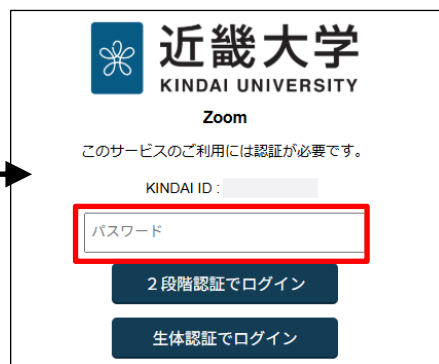 近畿大学
KINDAI UNIVERSITY
Zoom
このサービスのご利用には認証が必要です。
KINDAI ID :
パスワード
２段階認証でログイン
生体認証でログイン